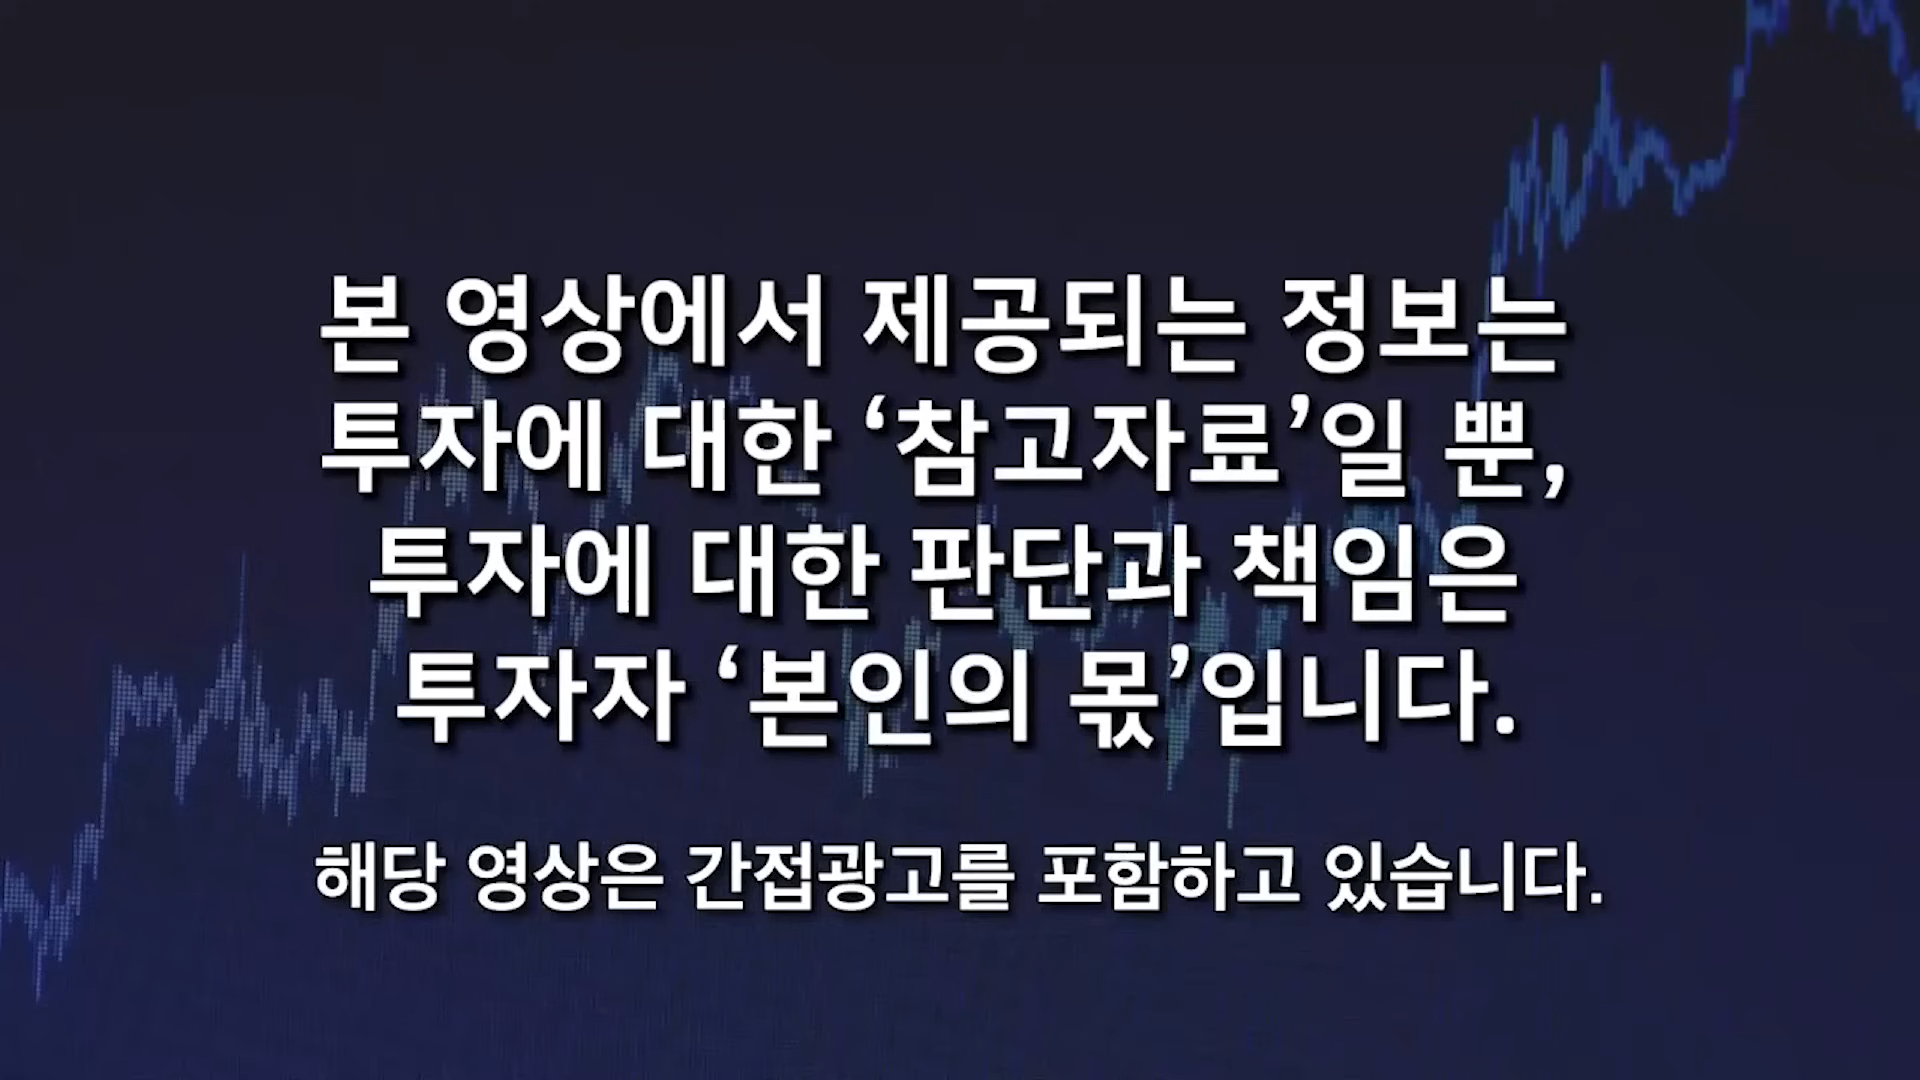 본 영상에서 제공되는 정보는
투자에 대한 ‘참고자료’일 뿐,
투자에 대한 판단과 책임은
투자자 ‘본인의 몫’입니다.
해당 영상은 간접광고를 포함하고 있습니다.